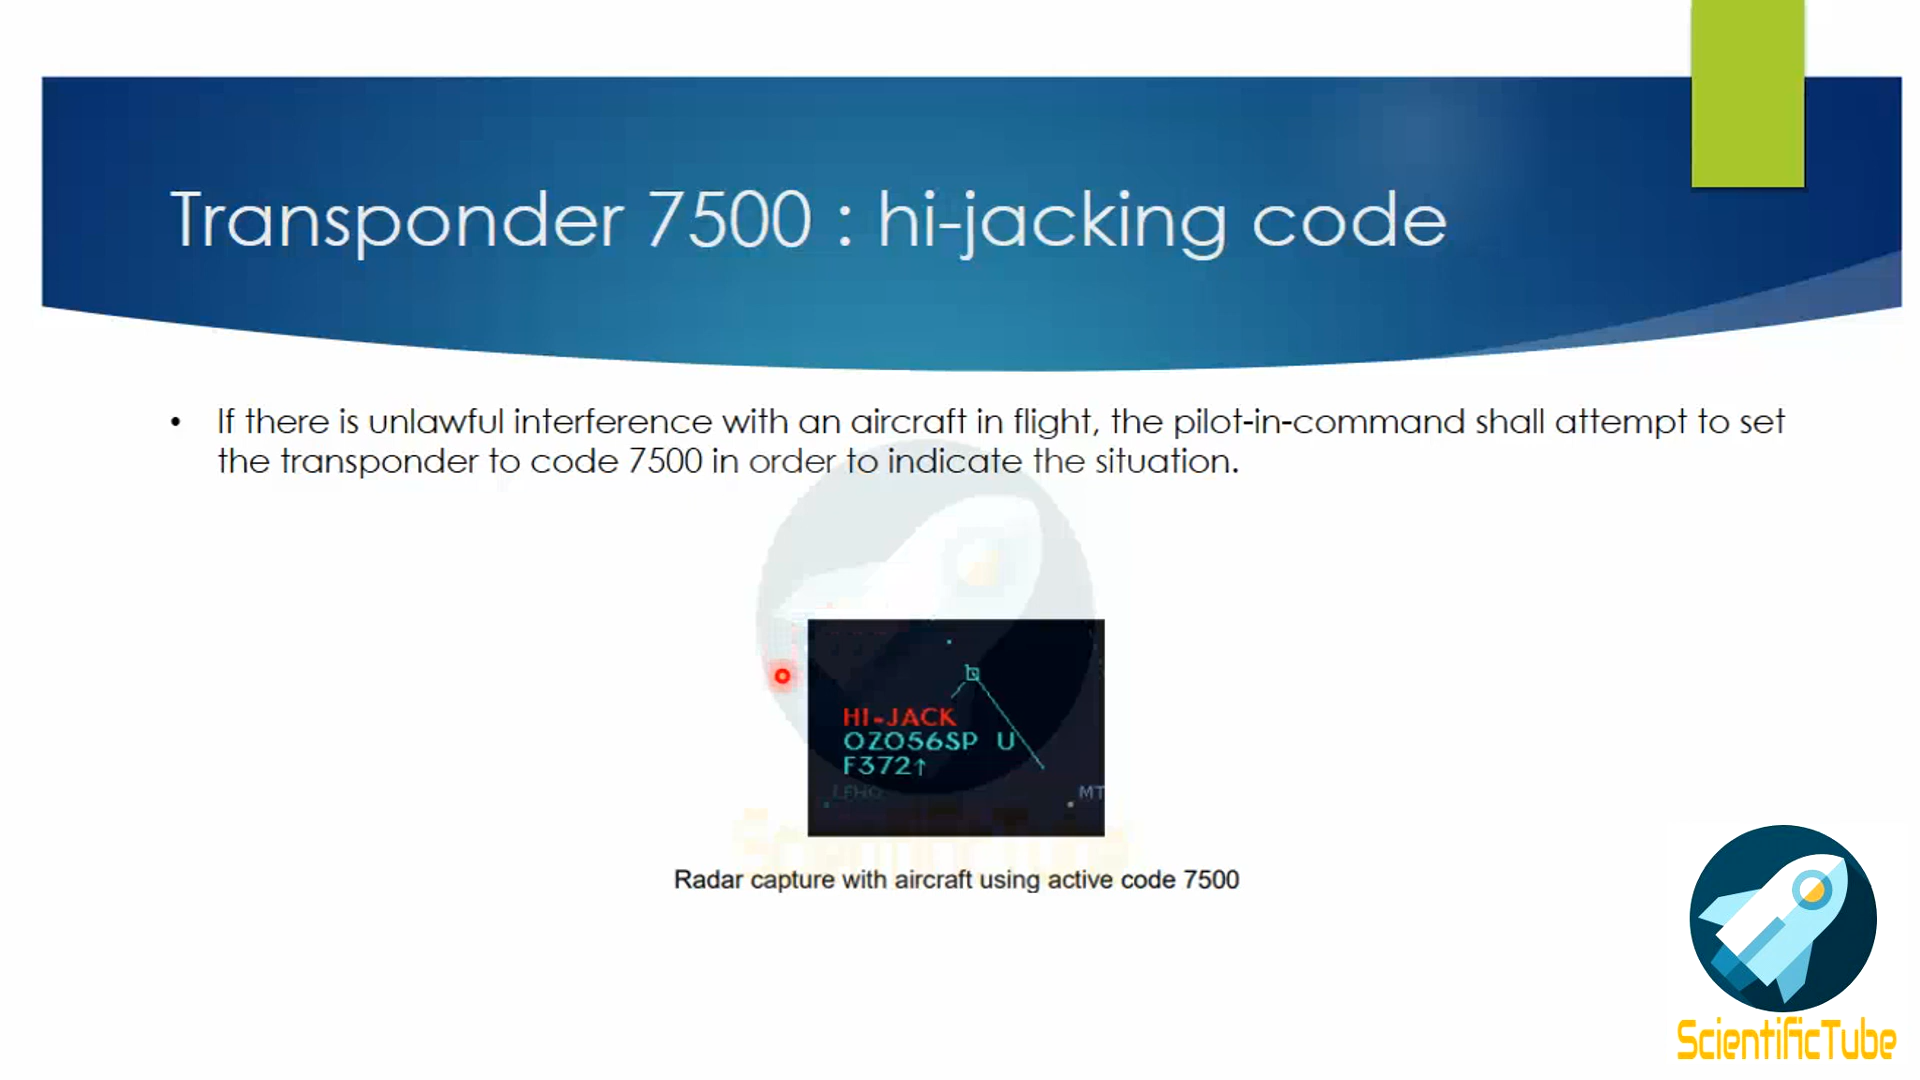 Transponder 7500 : hi-jacking code
• If there is unlawful interference with an aircraft in flight, the pilot-in-command shall attempt to set
the transponder to code 7500 in order to indicate the situation.
HI-JACK
OZO56SP U
F372↑
MT
Radar capture with aircraft using active code 7500
ScientificTube